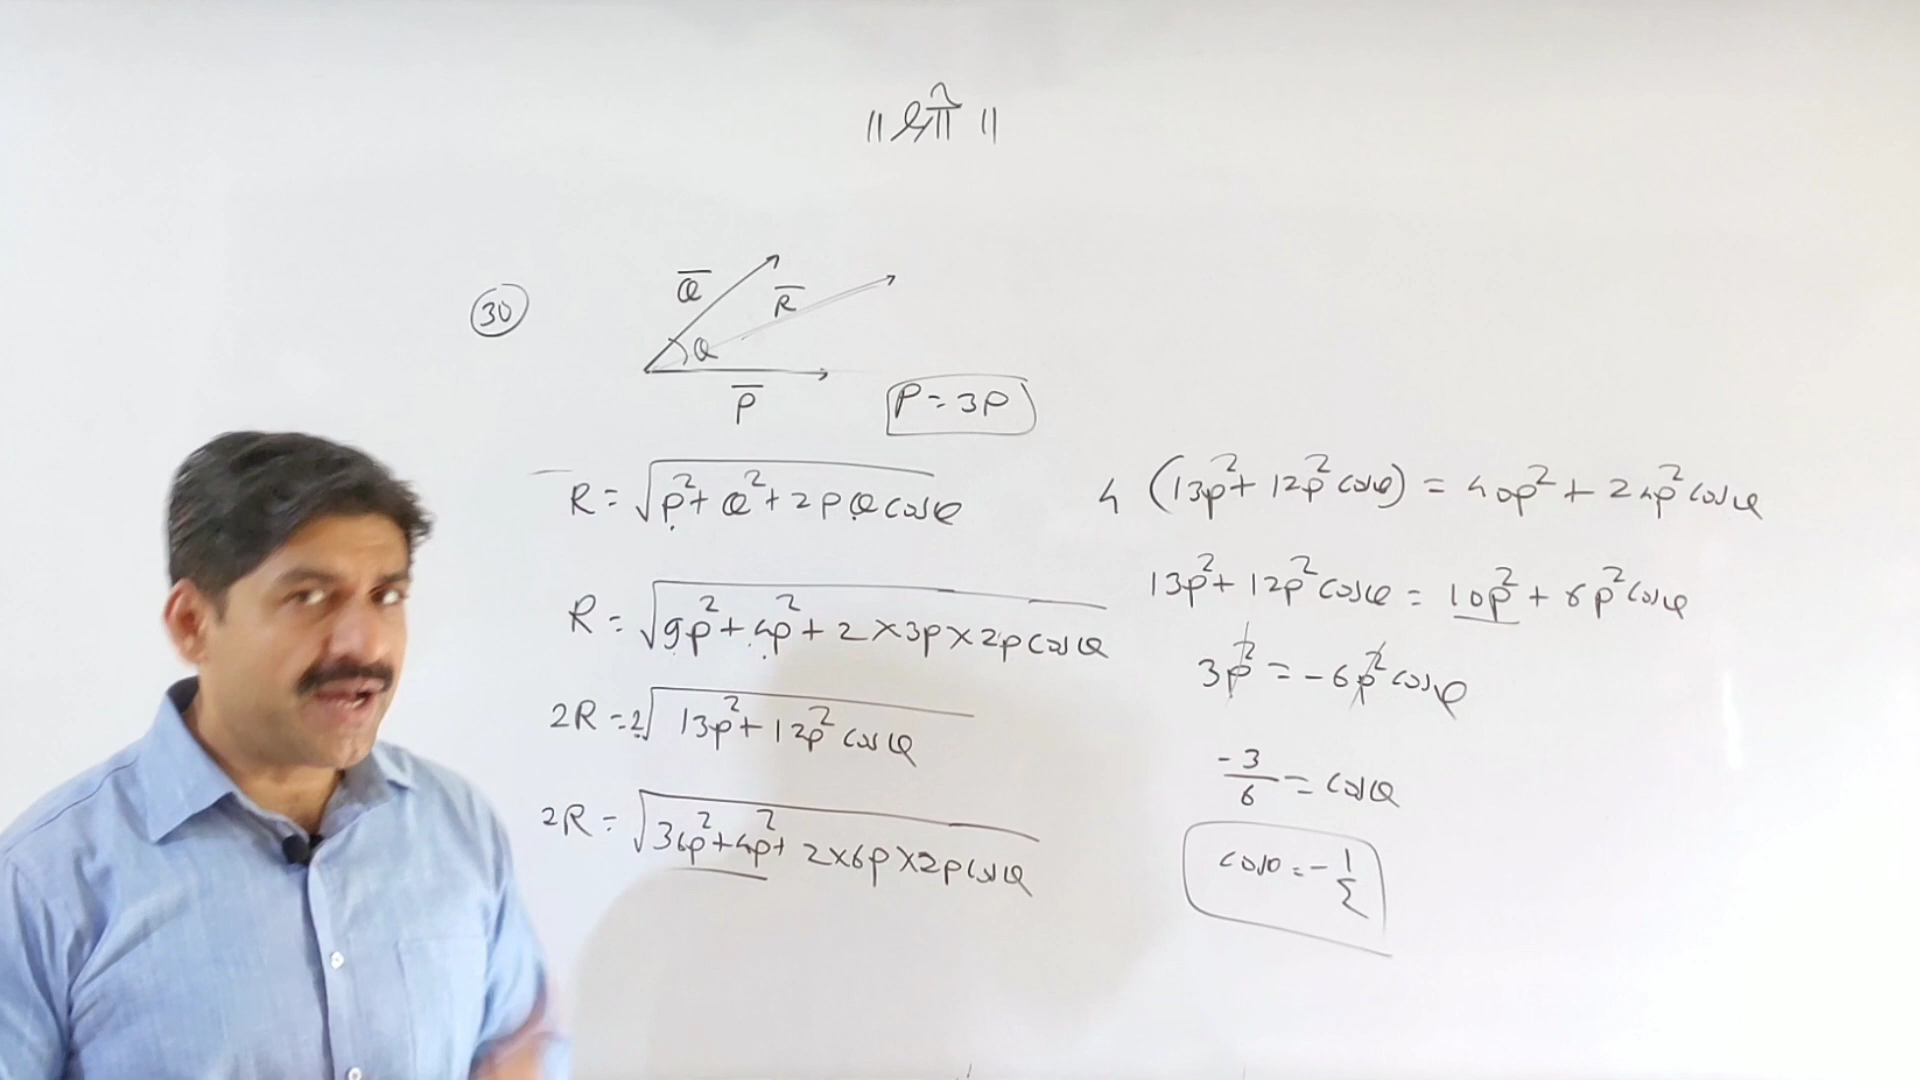 ॥ श्री ॥
30
Q̅
R̅
θ
P̅
P = 3P
R = √(P² + Q² + 2PQ cosθ)
R = √(9p² + 4p² + 2 × 3p × 2p cosθ)
2R = 2√(13p² + 12p² cosθ)
2R = √(36p² + 4p² + 2×6p×2p cosθ)
4 (13p² + 12p² cosθ) = 40p² + 24p² cosθ
13p² + 12p² cosθ = 10p² + 6p² cosθ
3p² = -6p² cosθ
-3/6 = cosθ
cosθ = -1/2